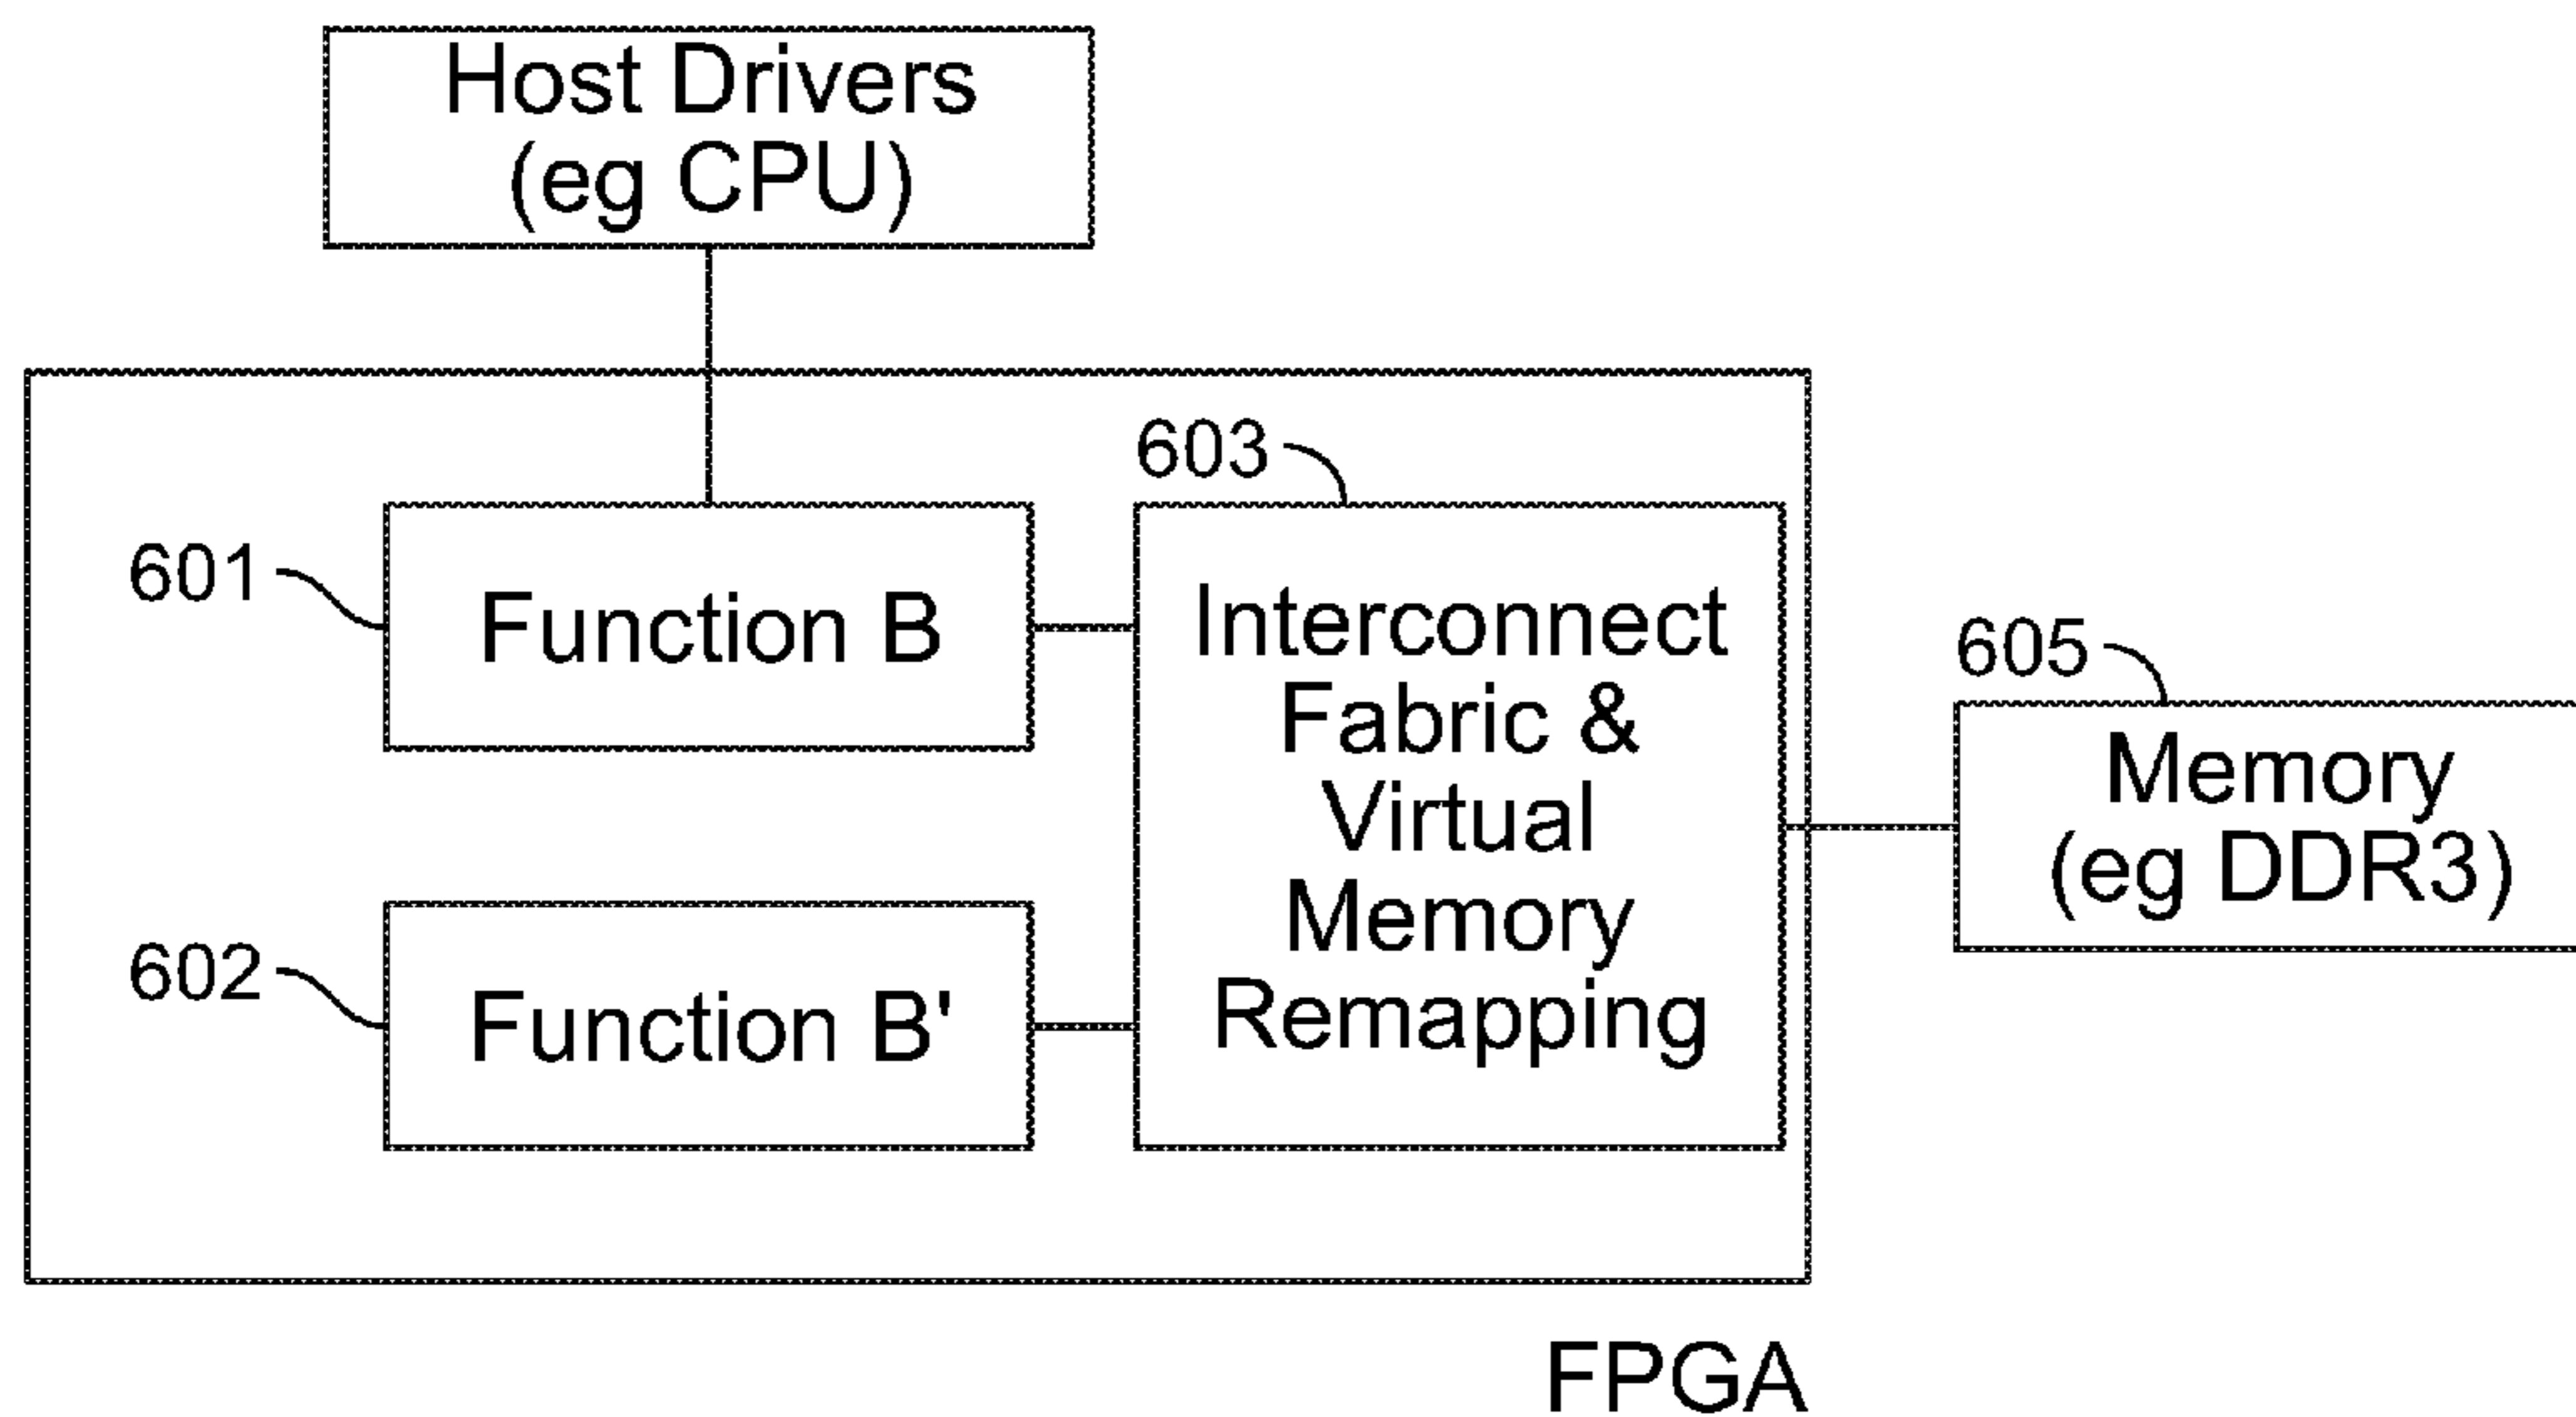 Host Drivers
(eg CPU)
603
601
Function B
Interconnect
Fabric &
Virtual
Memory
Remapping
605
Memory
(eg DDR3)
602
Function B'
FPGA